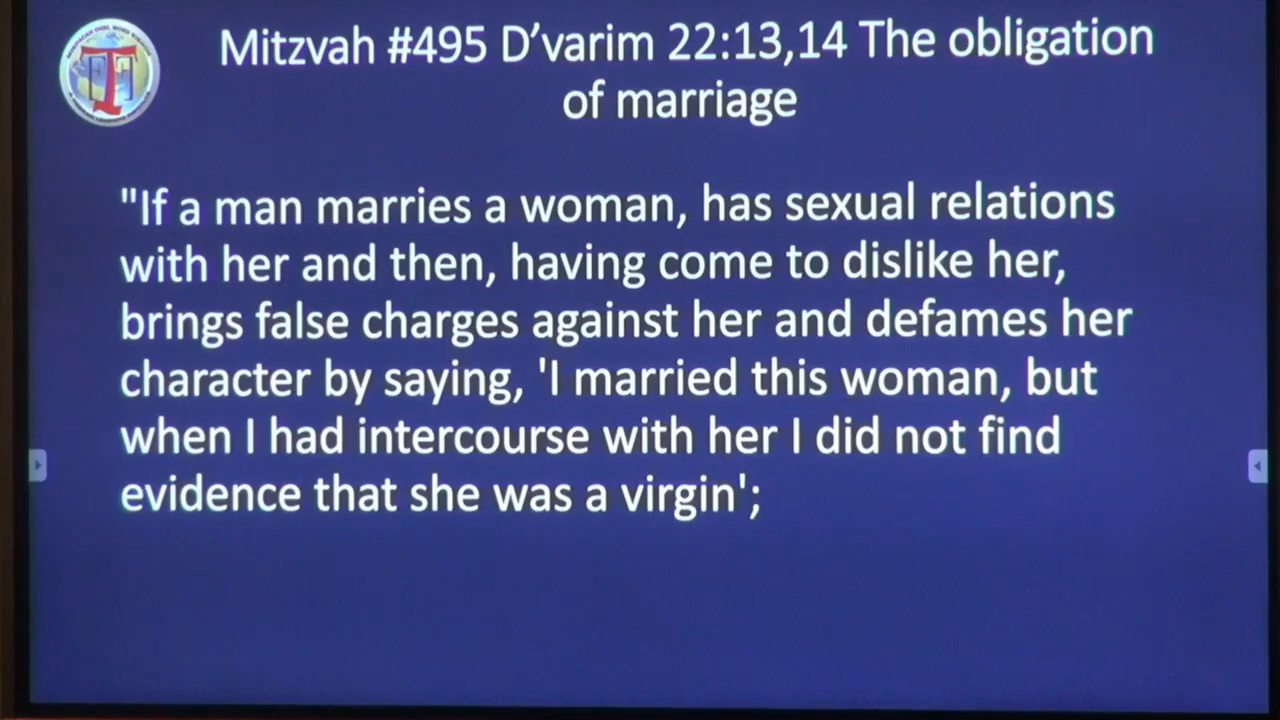 Mitzvah #495 D’varim 22:13,14 The obligation
of marriage
"If a man marries a woman, has sexual relations
with her and then, having come to dislike her,
brings false charges against her and defames her
character by saying, 'I married this woman, but
when I had intercourse with her I did not find
evidence that she was a virgin';